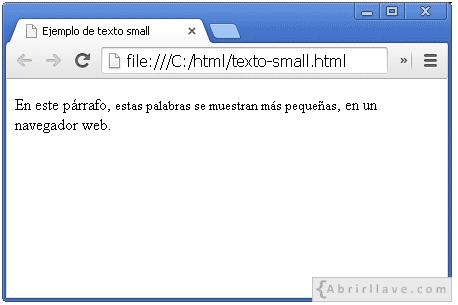 Ejemplo de texto small
file:///C:/html/texto-small.html
En este párrafo, estas palabras se muestran más pequeñas, en un
navegador web.
{Abrirllave.com